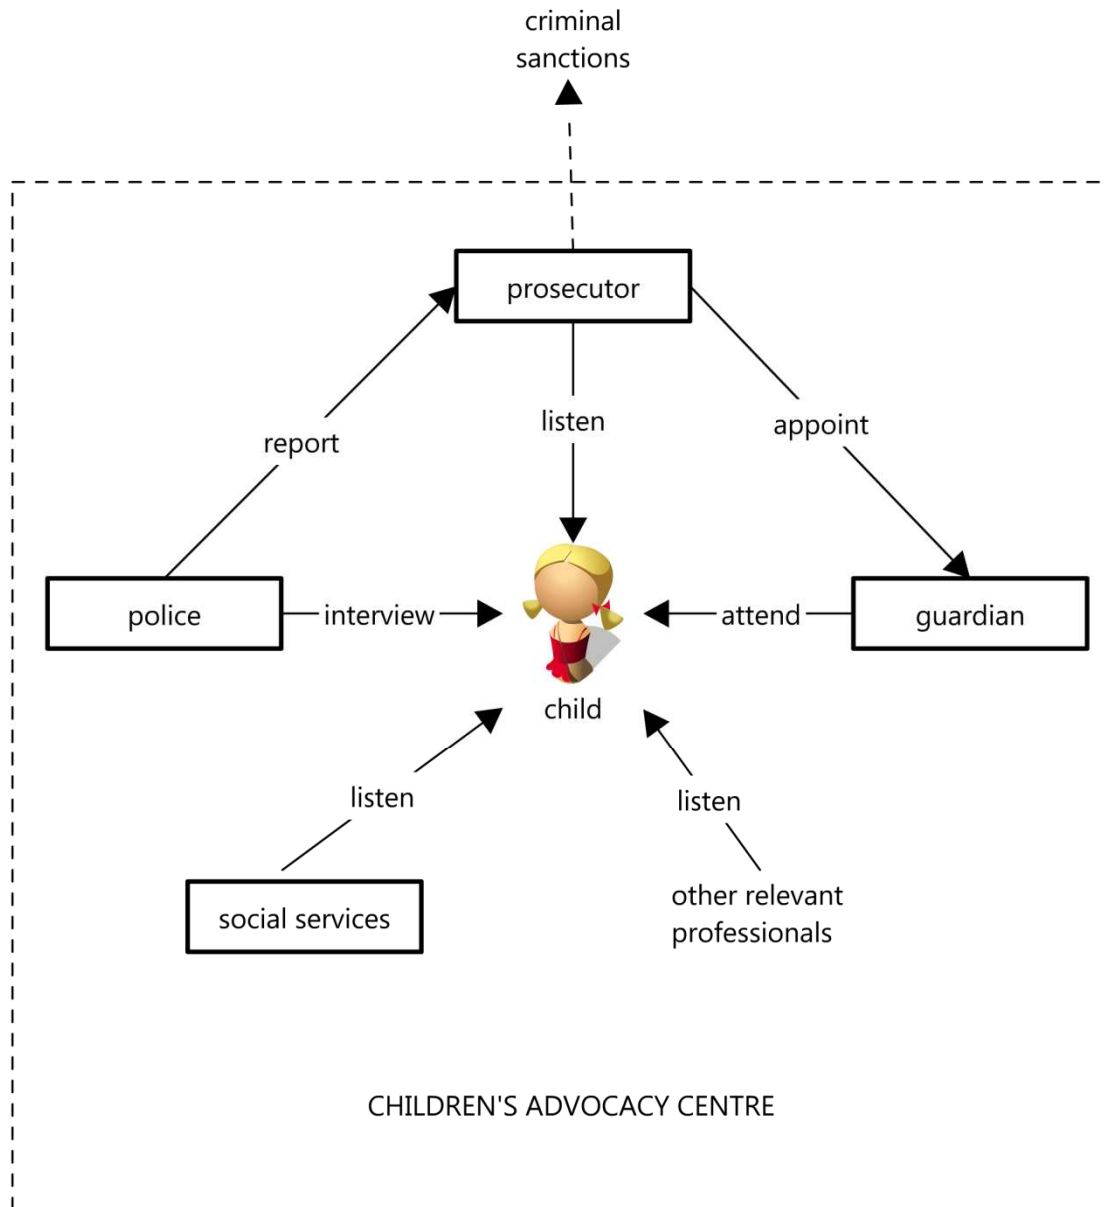 criminal
sanctions
prosecutor
listen
appoint
report
police
interview
attend
guardian
child
listen
listen
social services
other relevant
professionals
CHILDREN'S ADVOCACY CENTRE